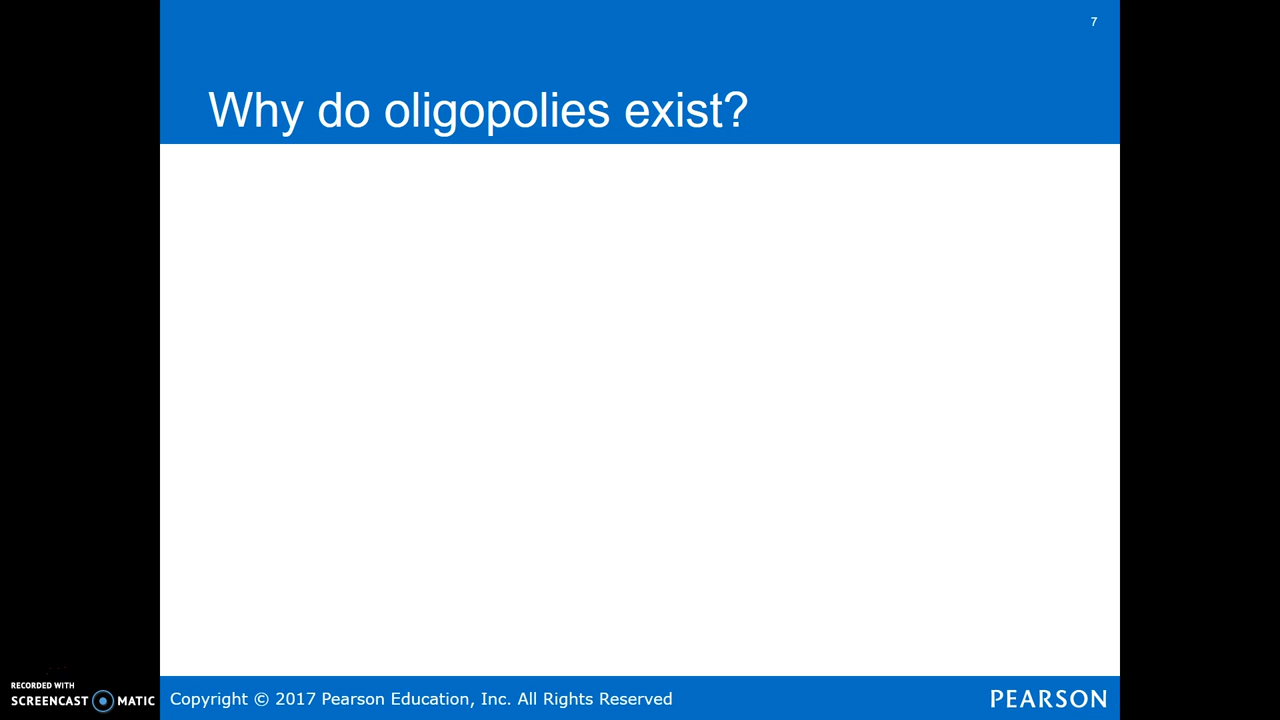 7
Why do oligopolies exist?
RECORDED WITH
SCREENCAST MATIC
Copyright © 2017 Pearson Education, Inc. All Rights Reserved
PEARSON